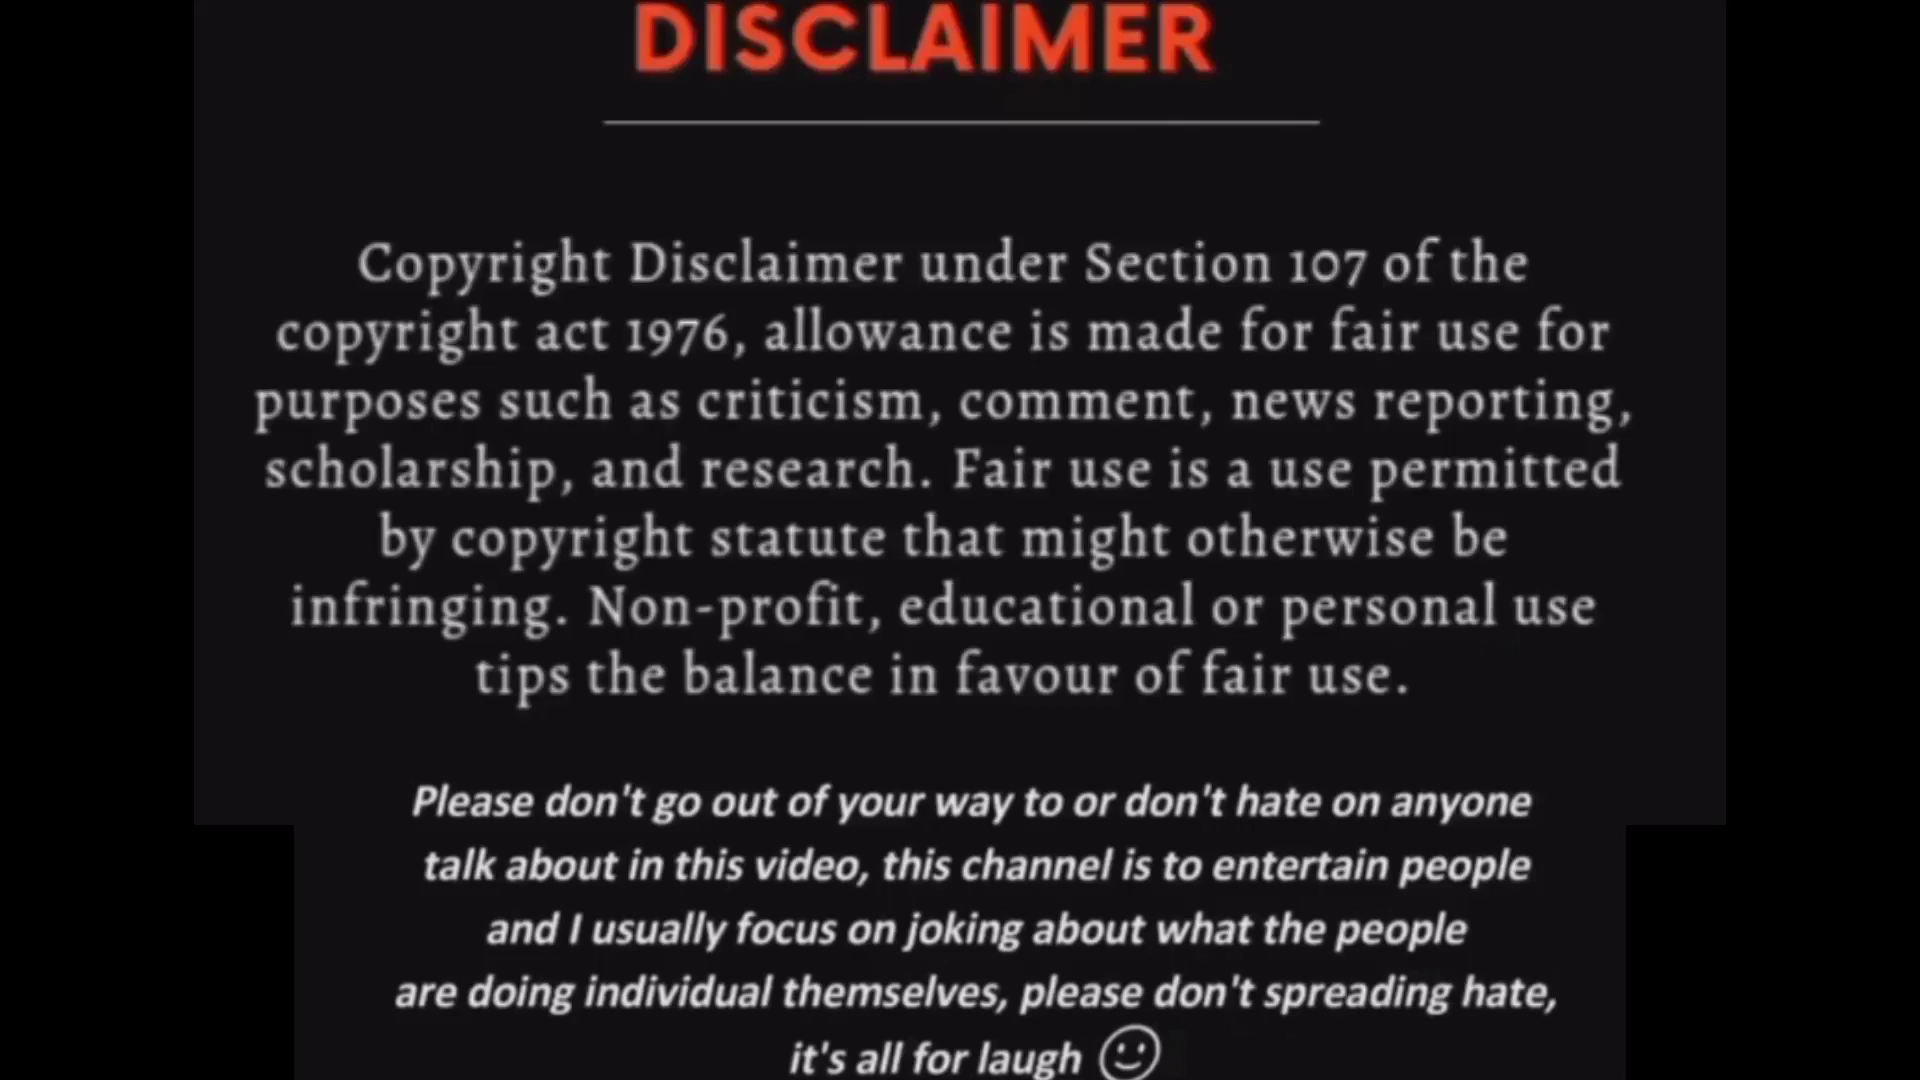 DISCLAIMER
Copyright Disclaimer under Section 107 of the
copyright act 1976, allowance is made for fair use for
purposes such as criticism, comment, news reporting,
scholarship, and research. Fair use is a use permitted
by copyright statute that might otherwise be
infringing. Non-profit, educational or personal use
tips the balance in favour of fair use.
Please don't go out of your way to or don't hate on anyone
talk about in this video, this channel is to entertain people
and I usually focus on joking about what the people
are doing individual themselves, please don't spreading hate,
it's all for laugh ☺